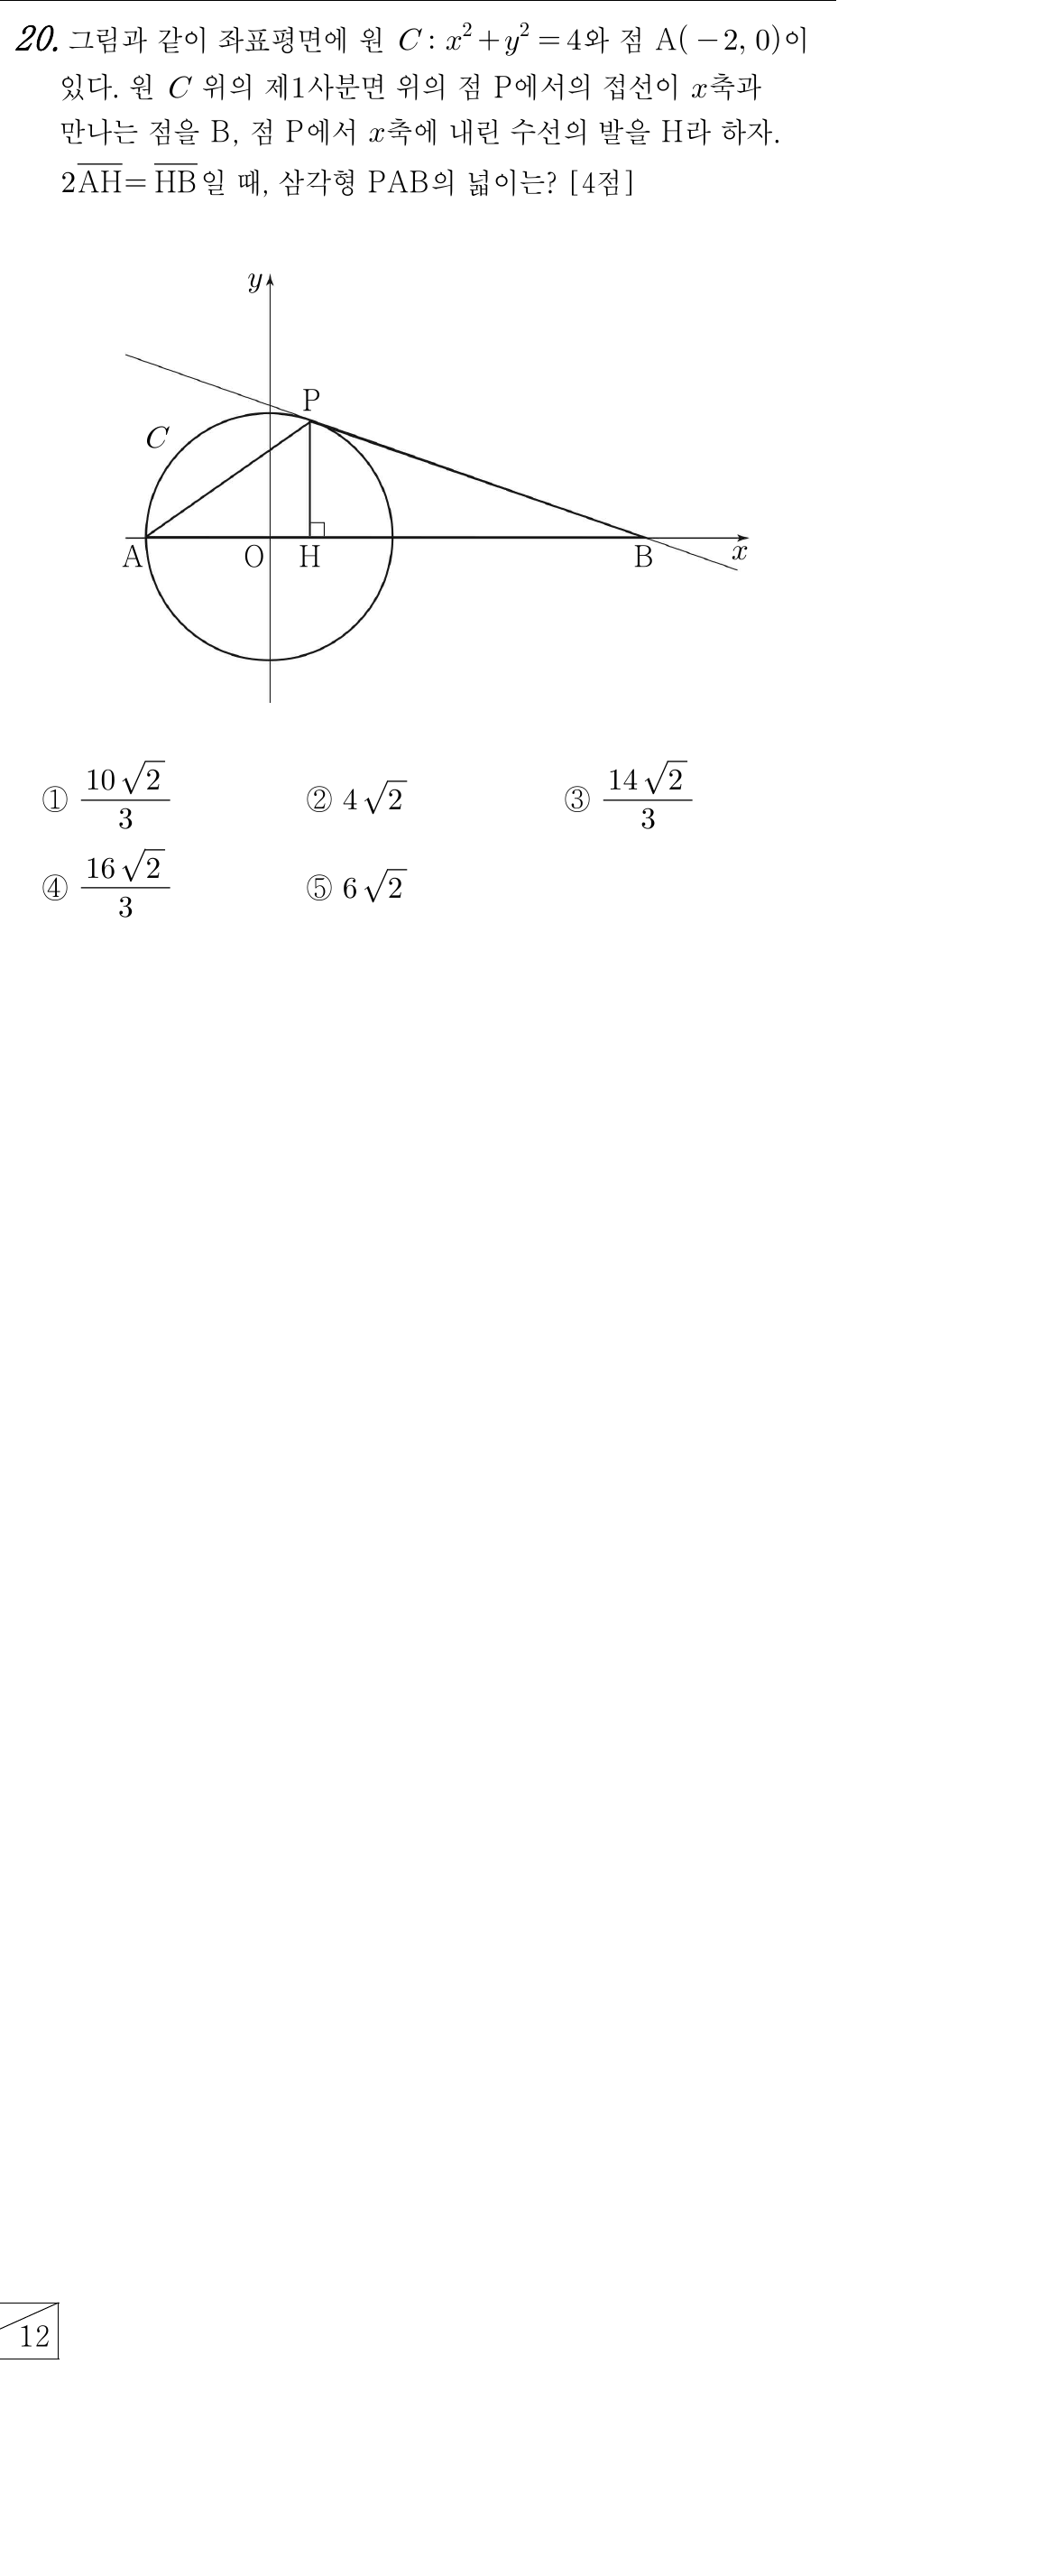 20. 그림과 같이 좌표평면에 원 $C: x^2+y^2=4$와 점 A(−2, 0)이
있다. 원 $C$ 위의 제1사분면 위의 점 P에서의 접선이 $x$축과
만나는 점을 B, 점 P에서 $x$축에 내린 수선의 발을 H라 하자.
$2\overline{AH}=\overline{HB}$일 때, 삼각형 PAB의 넓이는? [4점]
y
P
C
A O H B x
① $\frac{10\sqrt{2}}{3}$ ② $4\sqrt{2}$ ③ $\frac{14\sqrt{2}}{3}$
④ $\frac{16\sqrt{2}}{3}$ ⑤ $6\sqrt{2}$
12